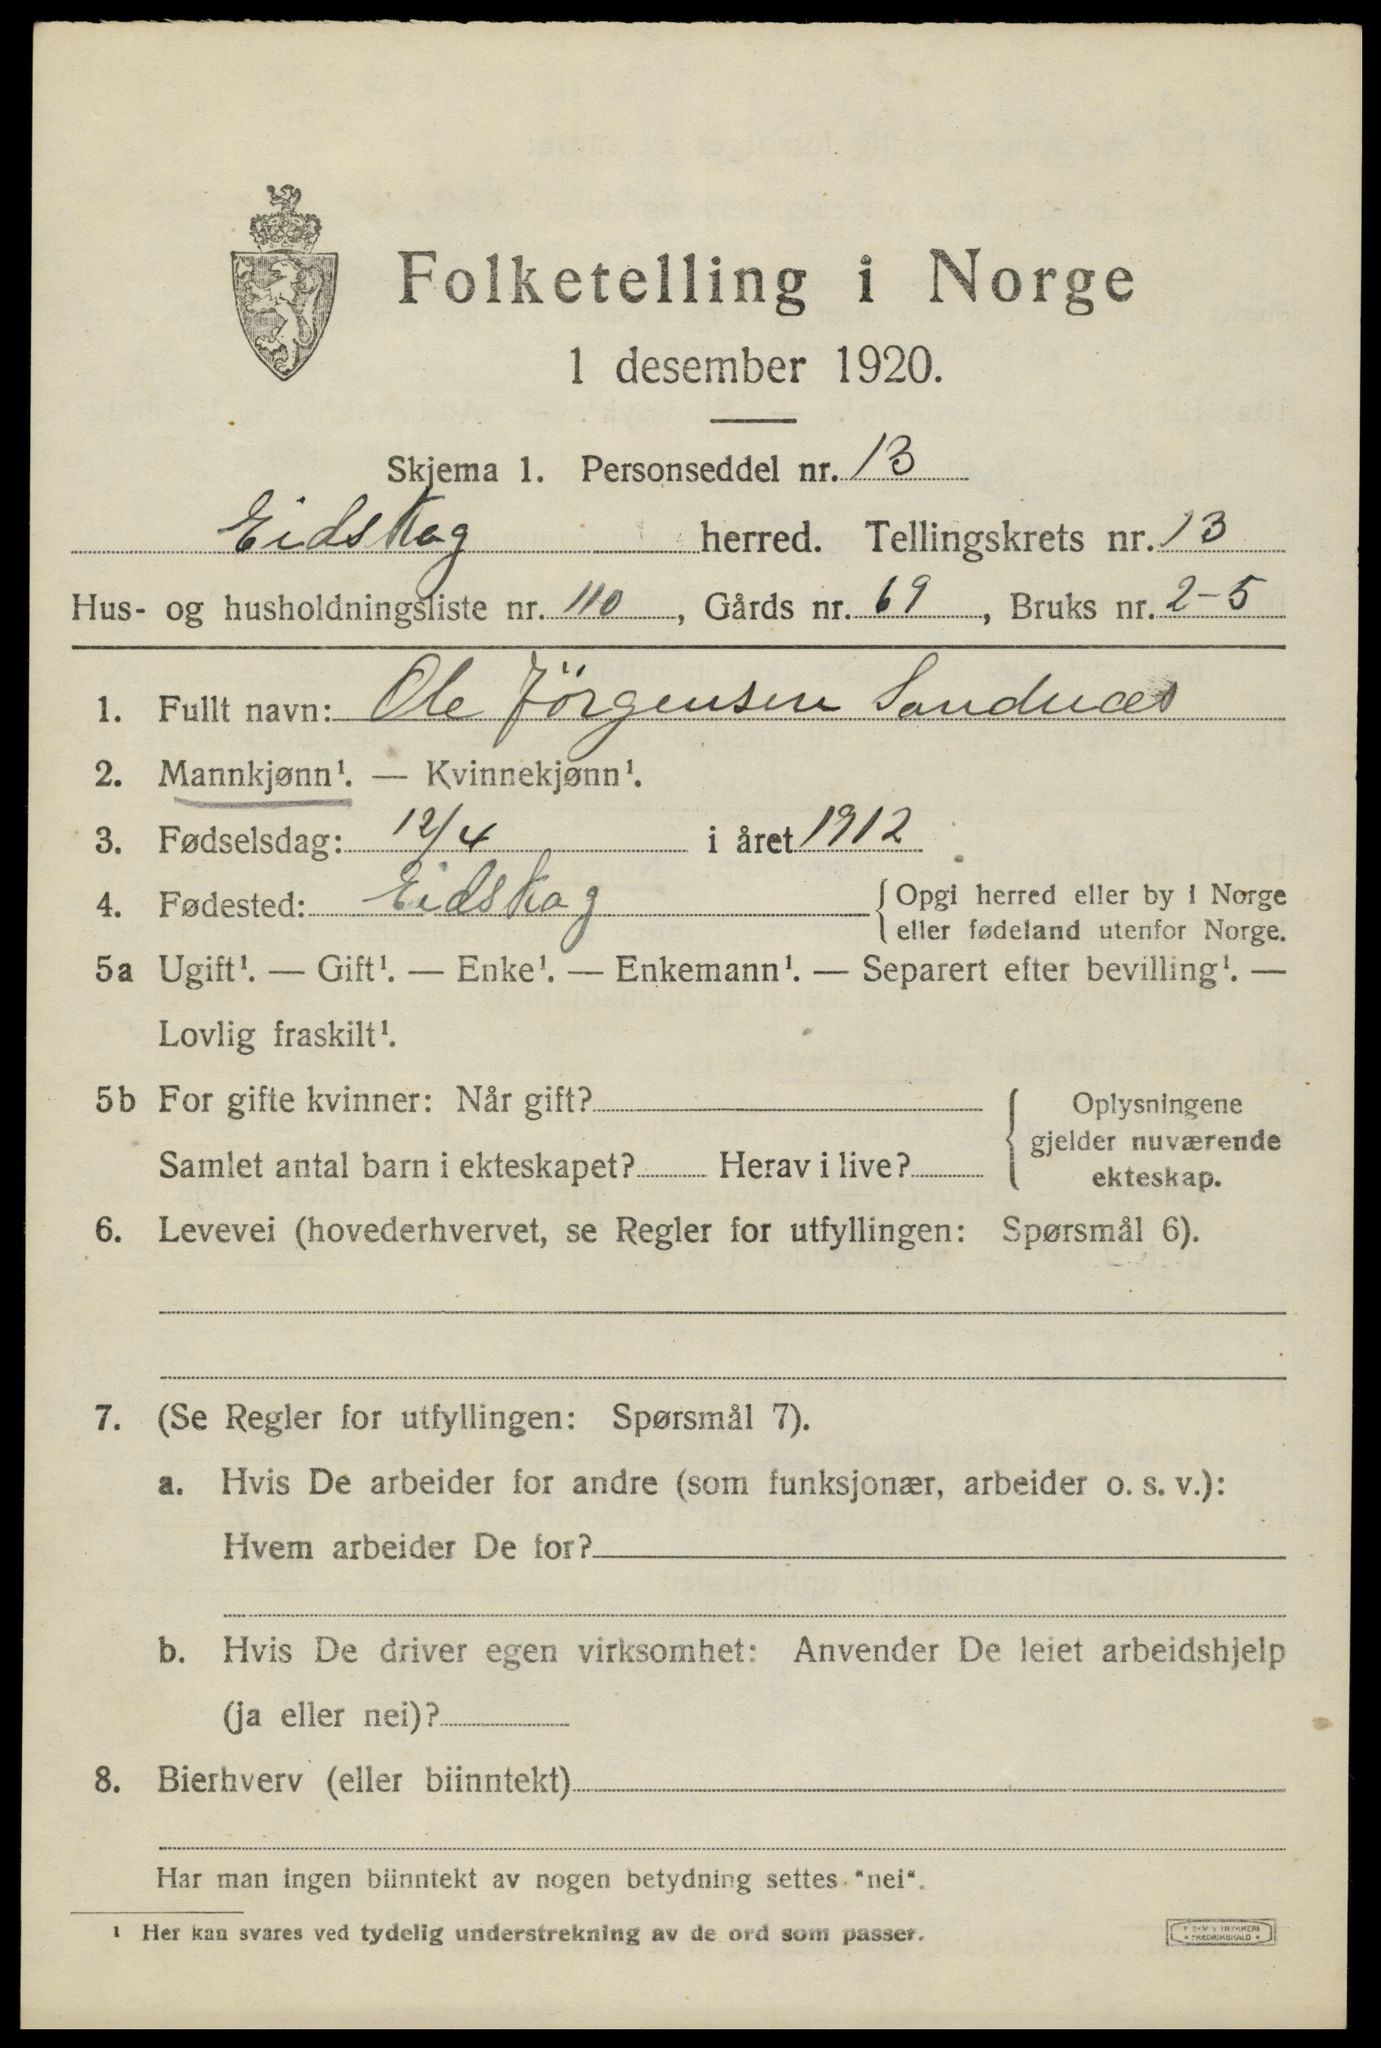 Folketelling i Norge
1 desember 1920.
Skjema 1. Personseddel nr. 13
Eidskog herred. Tellingskrets nr. 13
Hus- og husholdningsliste nr. 110, Gårds nr. 69, Bruks nr. 2-5
1. Fullt navn: Ole Jörgensen Sandnæs
2. Mannkjønn¹. — Kvinnekjønn¹.
3. Fødselsdag: 12/4 i året 1912
4. Fødested: Eidskog {Opgi herred eller by i Norge
eller fødeland utenfor Norge.
5a Ugift¹. — Gift¹. — Enke¹. — Enkemann¹. — Separert efter bevilling¹. —
Lovlig fraskilt¹.
5b For gifte kvinner: Når gift?
Samlet antal barn i ekteskapet? Herav i live?
{ Oplysningene
gjelder nuværende
ekteskap.
6. Levevei (hovederhvervet, se Regler for utfyllingen: Spørsmål 6).
7. (Se Regler for utfyllingen: Spørsmål 7).
a. Hvis De arbeider for andre (som funksjonær, arbeider o. s. v.):
Hvem arbeider De for?
b. Hvis De driver egen virksomhet: Anvender De leiet arbeidshjelp
(ja eller nei)?
8. Bierhverv (eller biinntekt)
Har man ingen biinntekt av nogen betydning settes "nei".
¹ Her kan svares ved tydelig understrekning av de ord som passer.